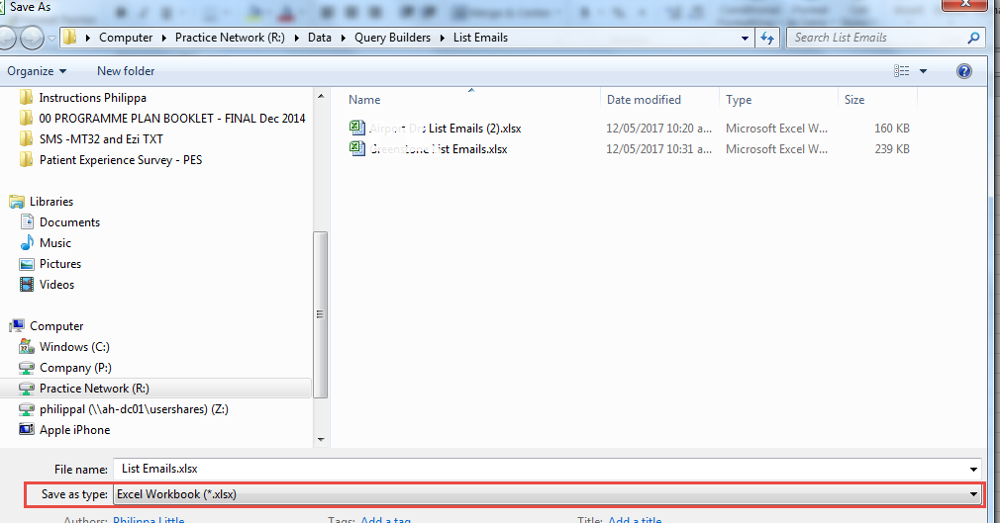 Save As
Computer Practice Network (R:) Data Query Builders List Emails
Search List Emails
Organize New folder
Instructions Philippa
00 PROGRAMME PLAN BOOKLET - FINAL Dec 2014
SMS -MT32 and Ezi TXT
Patient Experience Survey - PES
Libraries
Documents
Music
Pictures
Videos
Computer
Windows (C:)
Company (P:)
Practice Network (R:)
philippal (\\ah-dc01\usershares) (Z:)
Apple iPhone
Name Date modified Type Size
List Emails (2).xlsx 12/05/2017 10:20 a... Microsoft Excel W... 160 KB
List Emails.xlsx 12/05/2017 10:31 a... Microsoft Excel W... 239 KB
File name: List Emails.xlsx
Save as type: Excel Workbook (*.xlsx)
Authors: Philippa Little Tags: Add a tag Title: Add a title